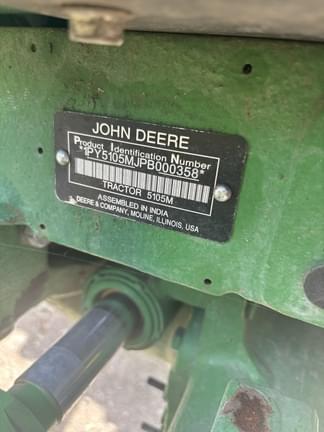 JOHN DEERE
Product Identification Number
*1PY5105MJPB000358*
TRACTOR 5105M
ASSEMBLED IN INDIA
DEERE & COMPANY, MOLINE, ILLINOIS, USA